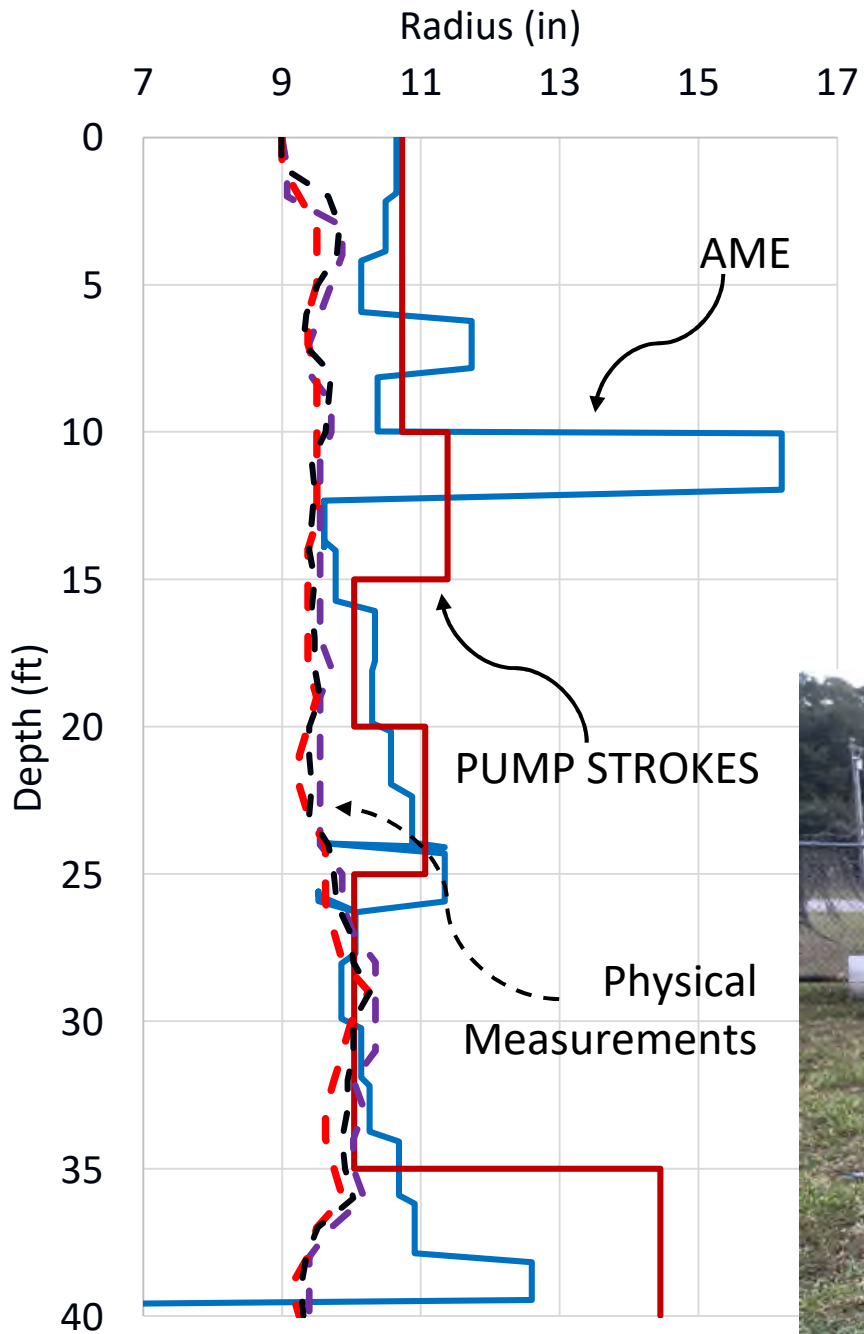 Radius (in)
7 9 11 13 15 17
0
AME
5
10
15
Depth (ft)
20
PUMP STROKES
25
Physical
Measurements
30
35
40